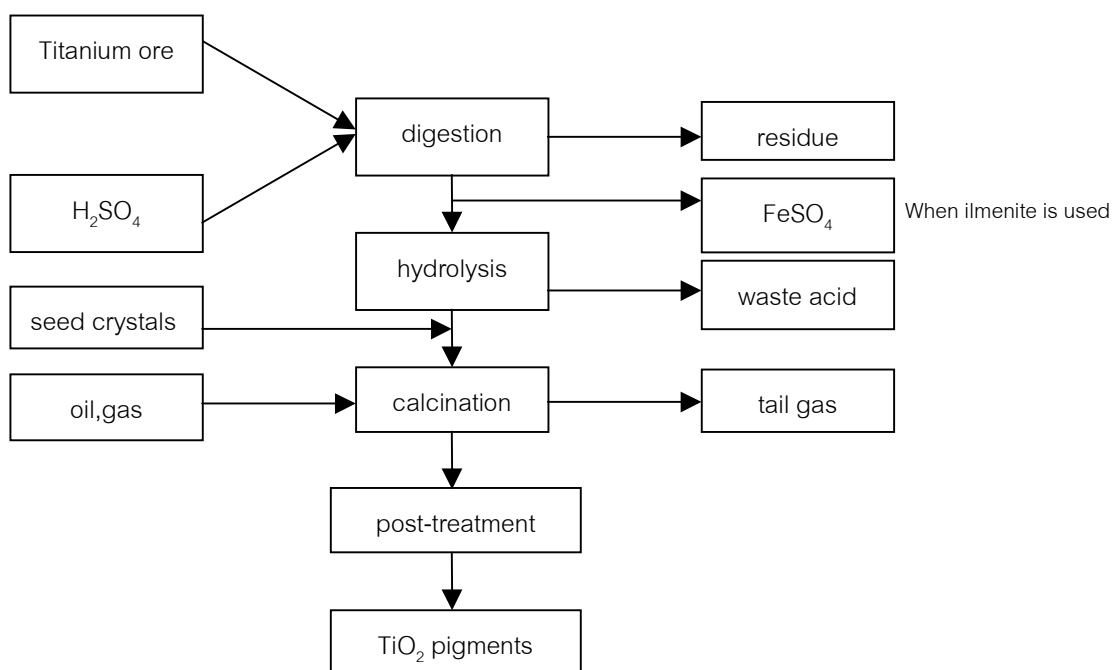 Titanium ore
digestion
residue
H₂SO₄
FeSO₄
When ilmenite is used
hydrolysis
waste acid
seed crystals
oil,gas
calcination
tail gas
post-treatment
TiO₂ pigments